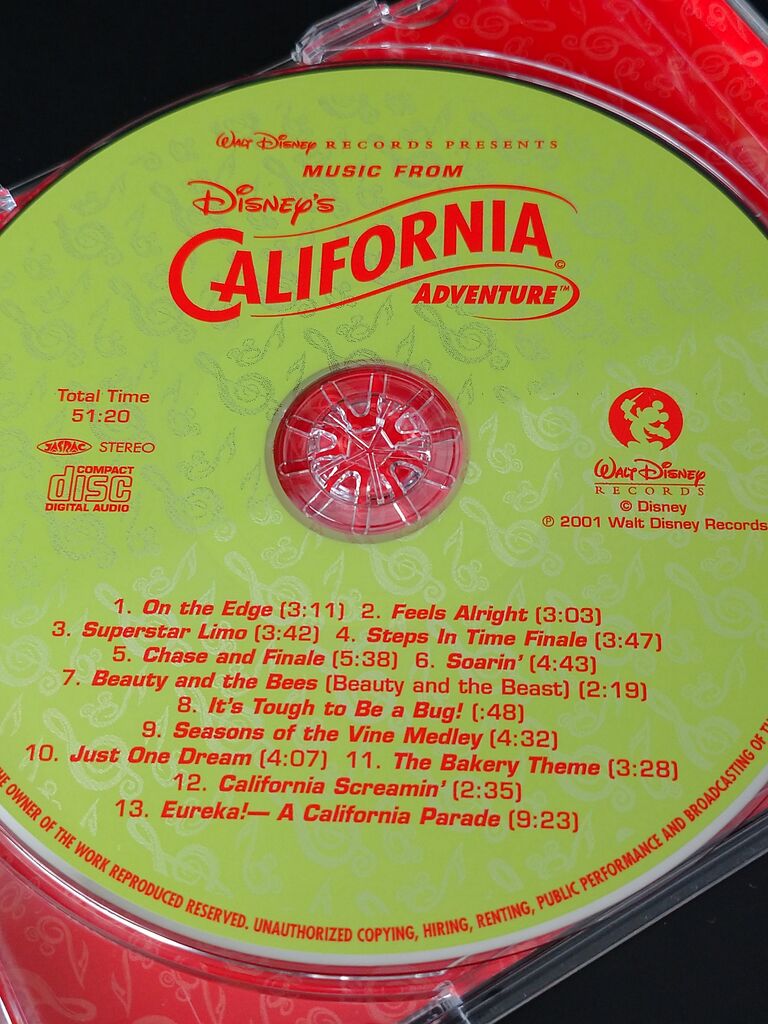 Walt Disney RECORDS PRESENTS
MUSIC FROM
Disney's
CALIFORNIA ©
ADVENTURE™
Total Time
51:20
JASRAC STEREO
COMPACT
disc
DIGITAL AUDIO
Walt Disney
RECORDS
© Disney
℗ 2001 Walt Disney Records
1. On the Edge (3:11) 2. Feels Alright (3:03)
3. Superstar Limo (3:42) 4. Steps In Time Finale (3:47)
5. Chase and Finale (5:38) 6. Soarin' (4:43)
7. Beauty and the Bees (Beauty and the Beast) (2:19)
8. It's Tough to Be a Bug! (:48)
9. Seasons of the Vine Medley (4:32)
10. Just One Dream (4:07) 11. The Bakery Theme (3:28)
12. California Screamin' (2:35)
13. Eureka!— A California Parade (9:23)
OWNER OF THE WORK REPRODUCED RESERVED. UNAUTHORIZED COPYING, HIRING, RENTING, PUBLIC PERFORMANCE AND BROADCASTING OF